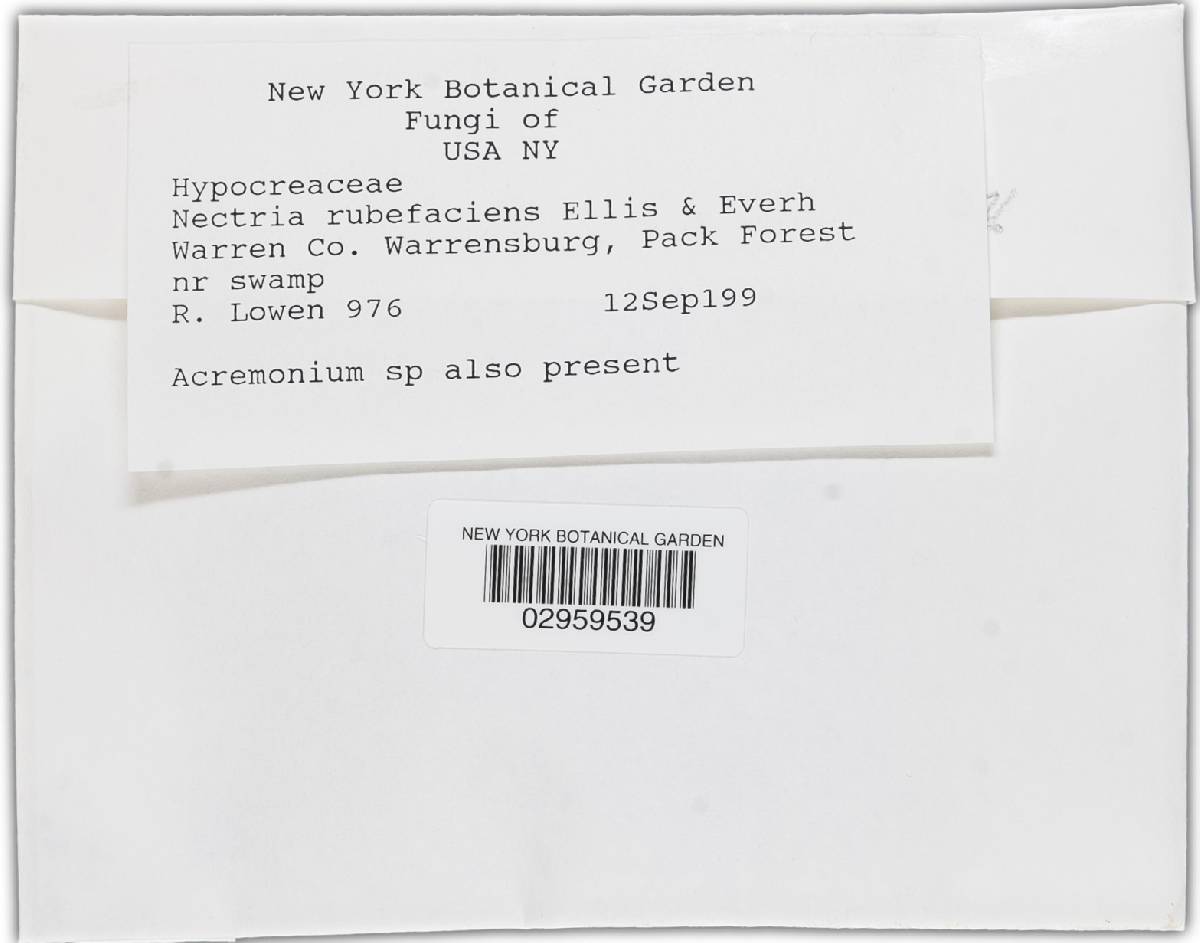 New York Botanical Garden
Fungi of
USA NY
Hypocreaceae
Nectria rubefaciens Ellis & Everh
Warren Co. Warrensburg, Pack Forest
nr swamp
R. Lowen 976 12Sep199
Acremonium sp also present
NEW YORK BOTANICAL GARDEN
02959539